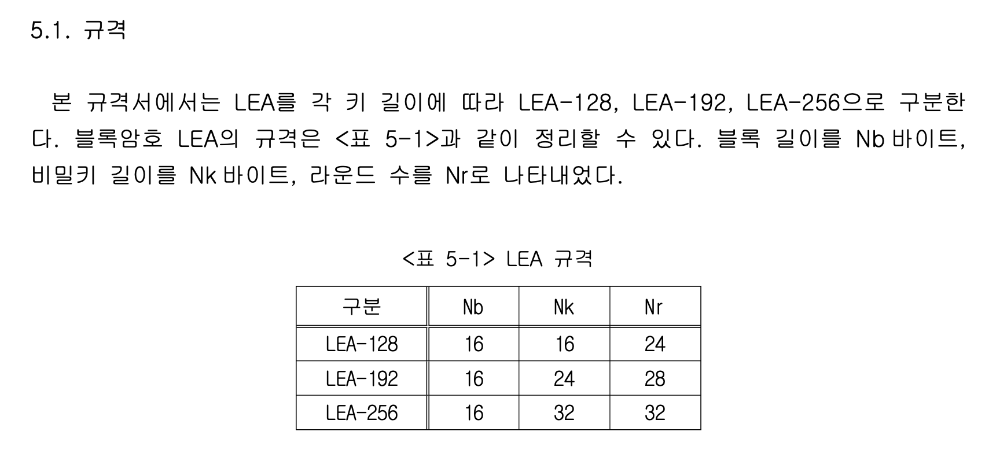 5.1. 규격
본 규격서에서는 LEA를 각 키 길이에 따라 LEA-128, LEA-192, LEA-256으로 구분한
다. 블록암호 LEA의 규격은 <표 5-1>과 같이 정리할 수 있다. 블록 길이를 Nb바이트,
비밀키 길이를 Nk바이트, 라운드 수를 Nr로 나타내었다.
<표 5-1> LEA 규격
구분 Nb Nk Nr
LEA-128 16 16 24
LEA-192 16 24 28
LEA-256 16 32 32